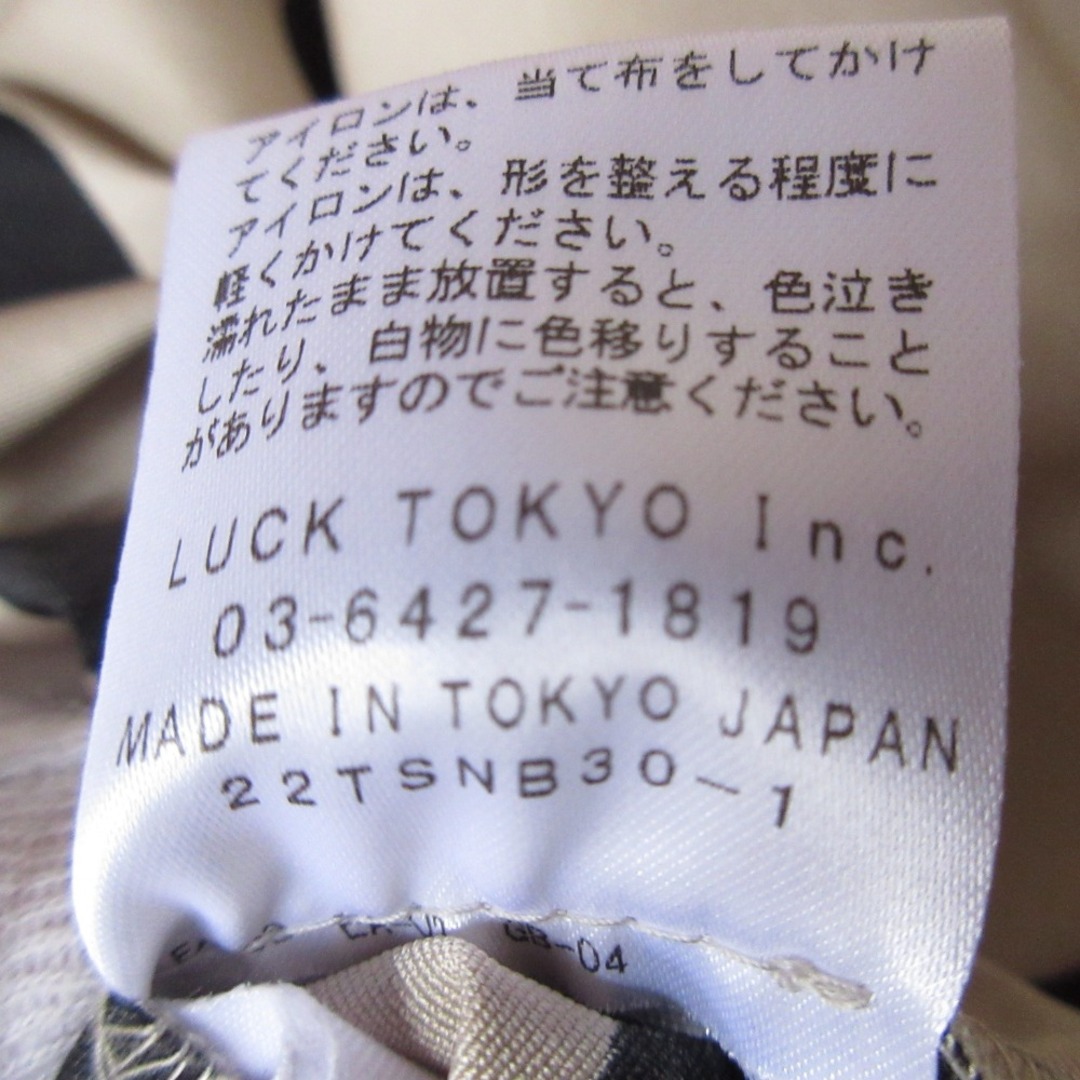 アイロンは、当て布をしてかけ
てください。
アイロンは、形を整える程度に
軽くかけてください。
濡れたまま放置すると、色泣き
したり、白物に色移りすること
がありますのでご注意ください。
LUCK TOKYO Inc.
03-6427-1819
MADE IN TOKYO JAPAN
22TSNB30-1
GB-04